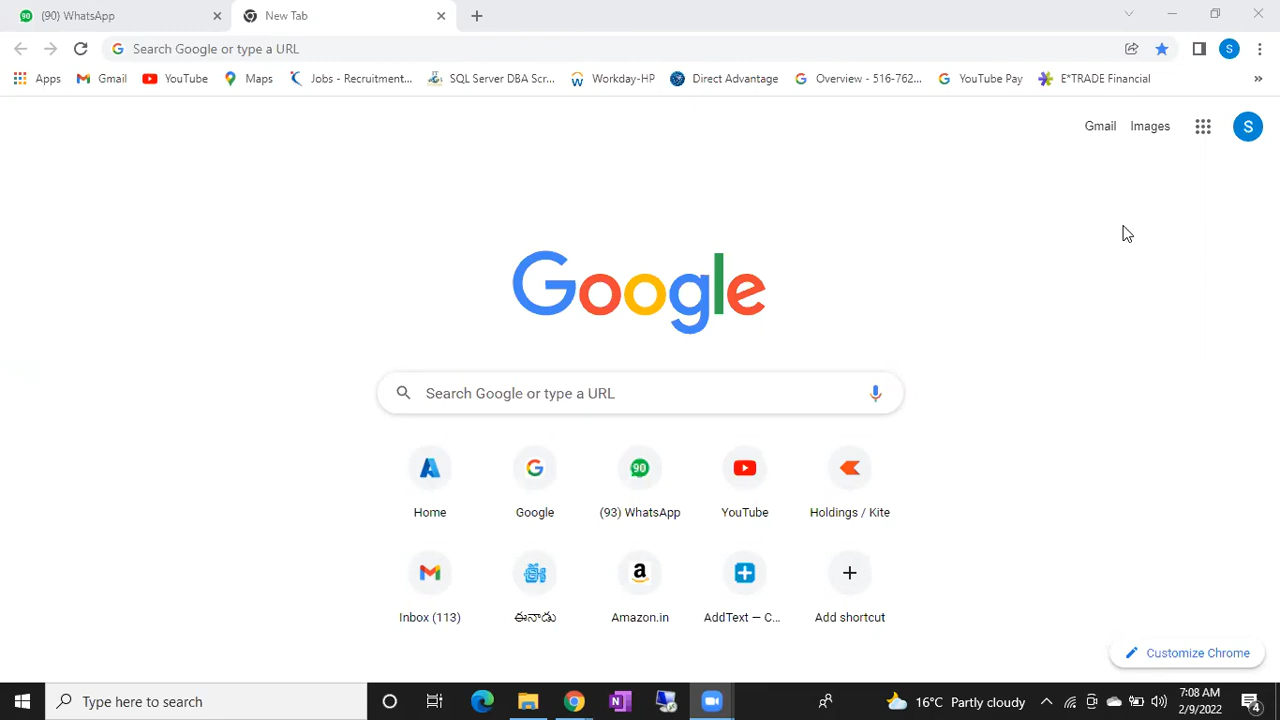 (90) WhatsApp
New Tab
Search Google or type a URL
S
Apps
Gmail
YouTube
Maps
Jobs - Recruitment...
SQL Server DBA Scr...
Workday-HP
Direct Advantage
Overview - 516-762...
YouTube Pay
E*TRADE Financial
»
Gmail
Images
S
Google
Search Google or type a URL
90
Home
Google
(93) WhatsApp
YouTube
Holdings / Kite
Inbox (113)
ఈనాడు
Amazon.in
AddText — C...
Add shortcut
Customize Chrome
Type here to search
16°C Partly cloudy
7:08 AM
2/9/2022
4